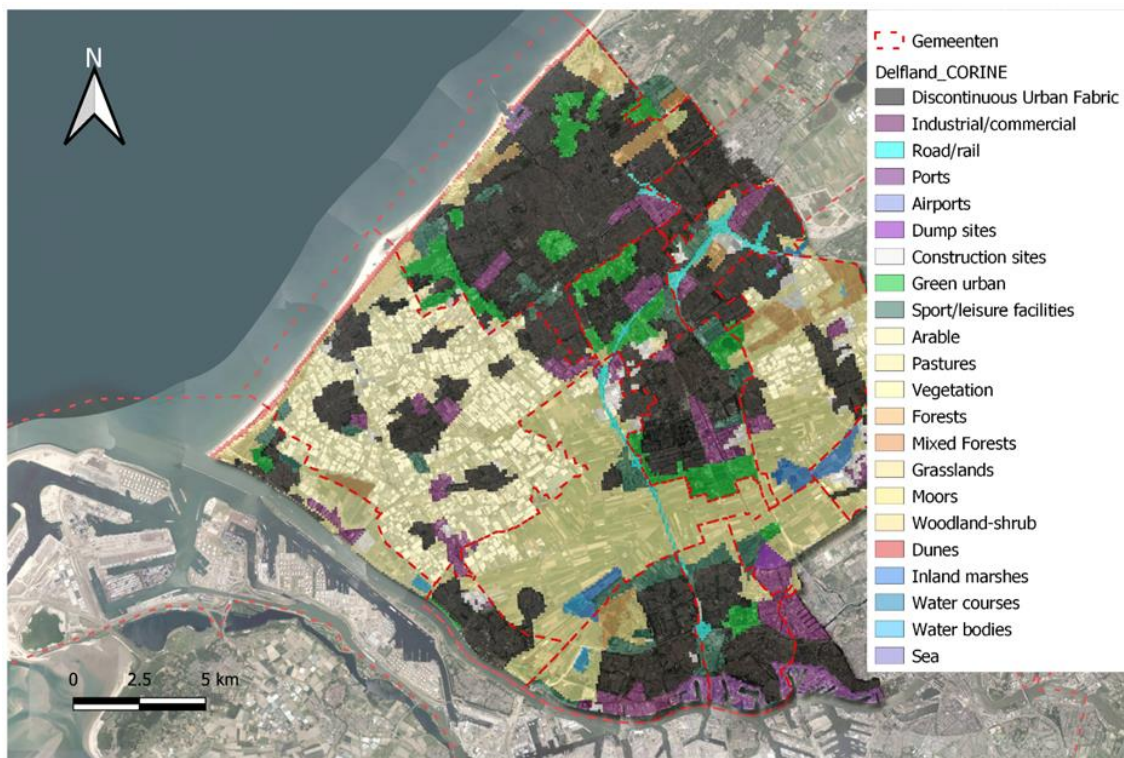 N
Gemeenten
Delfland_CORINE
Discontinuous Urban Fabric
Industrial/commercial
Road/rail
Ports
Airports
Dump sites
Construction sites
Green urban
Sport/leisure facilities
Arable
Pastures
Vegetation
Forests
Mixed Forests
Grasslands
Moors
Woodland-shrub
Dunes
Inland marshes
Water courses
Water bodies
Sea
0 2.5 5 km